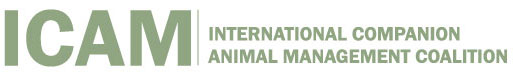 ICAM
INTERNATIONAL COMPANION
ANIMAL MANAGEMENT COALITION